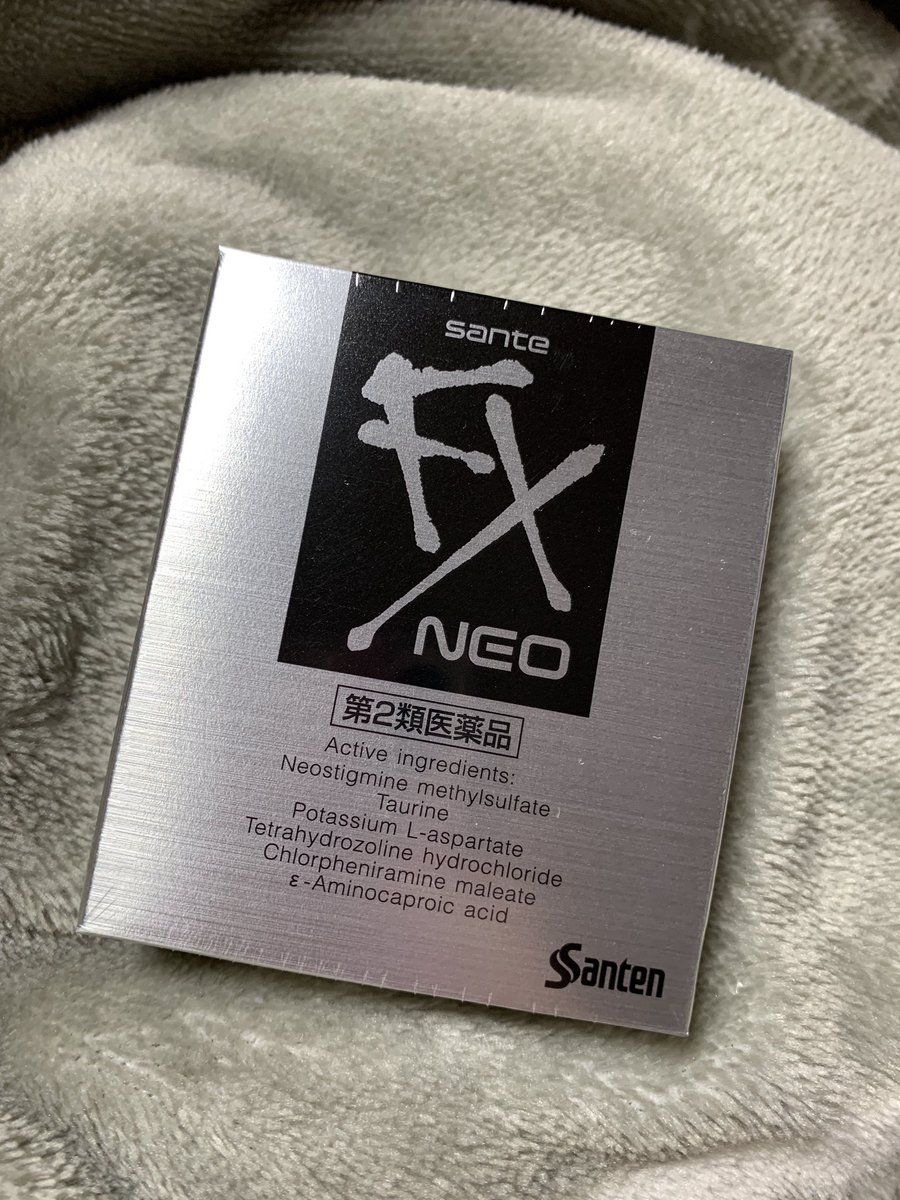 sante
FX
NEO
第2類医薬品
Active ingredients:
Neostigmine methylsulfate
Taurine
Potassium L-aspartate
Tetrahydrozoline hydrochloride
Chlorpheniramine maleate
ε-Aminocaproic acid
Santen